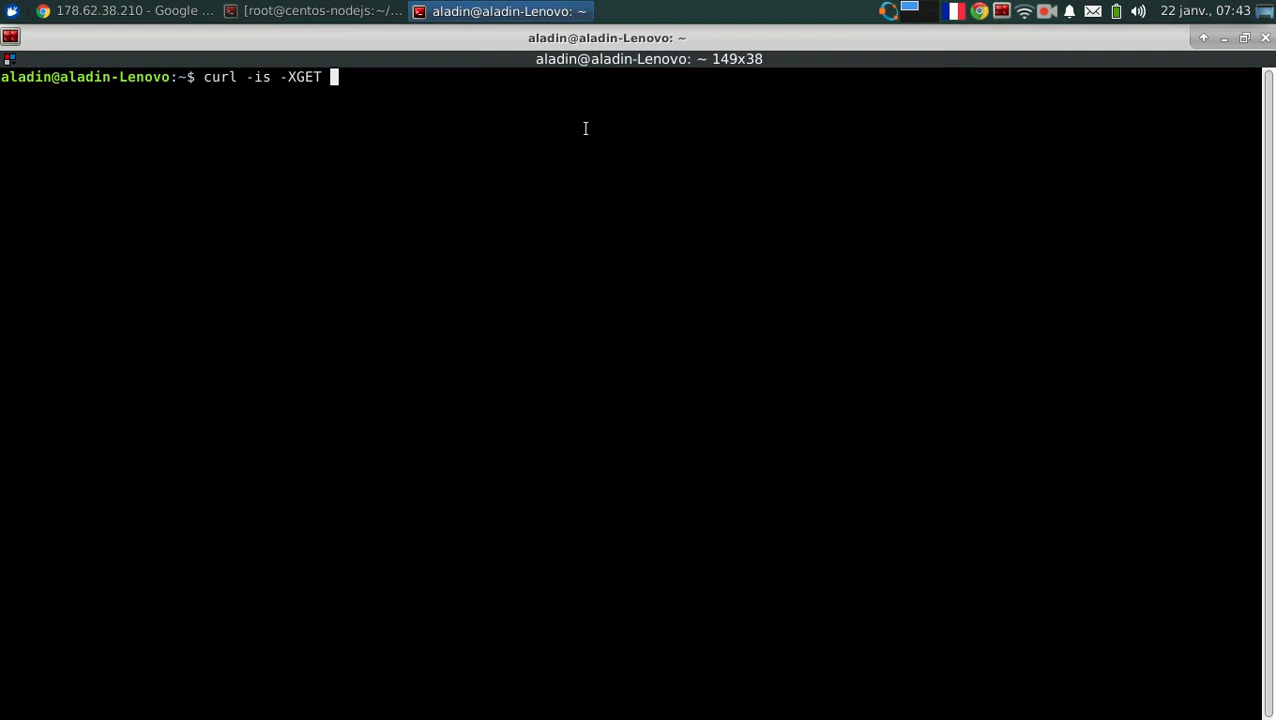 178.62.38.210 - Google ...
[root@centos-nodejs:~/...
aladin@aladin-Lenovo: ~
22 janv., 07:43
aladin@aladin-Lenovo: ~
aladin@aladin-Lenovo: ~ 149x38
aladin@aladin-Lenovo:~$ curl -is -XGET